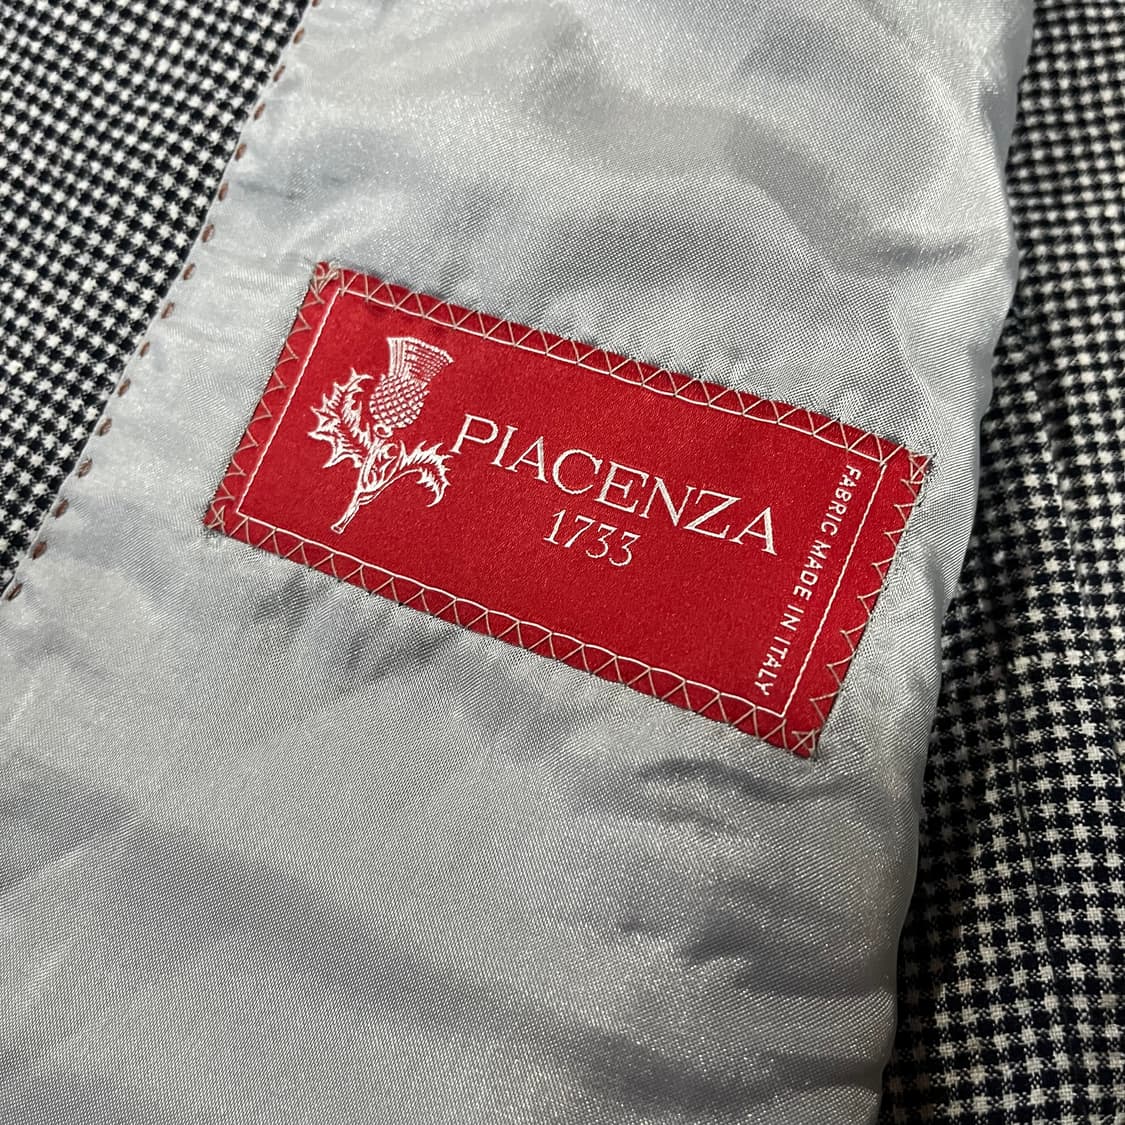 PIACENZA
1733
FABRIC MADE IN ITALY